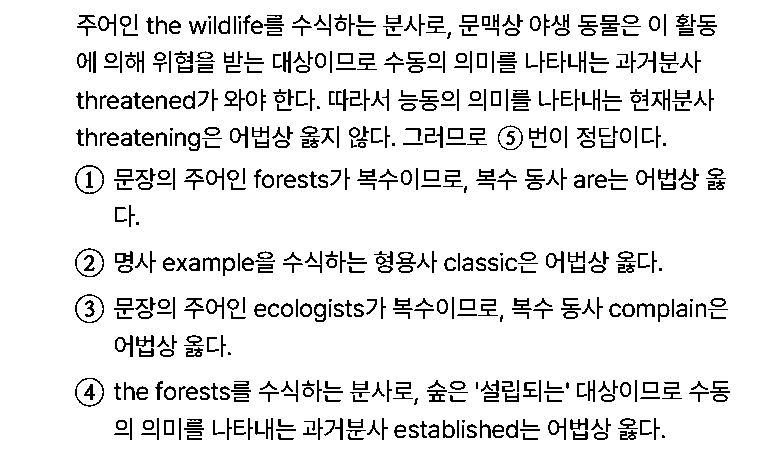 주어인 the wildlife를 수식하는 분사로, 문맥상 야생 동물은 이 활동
에 의해 위협을 받는 대상이므로 수동의 의미를 나타내는 과거분사
threatened가 와야 한다. 따라서 능동의 의미를 나타내는 현재분사
threatening은 어법상 옳지 않다. 그러므로 ⑤번이 정답이다.
① 문장의 주어인 forests가 복수이므로, 복수 동사 are는 어법상 옳
다.
② 명사 example을 수식하는 형용사 classic은 어법상 옳다.
③ 문장의 주어인 ecologists가 복수이므로, 복수 동사 complain은
어법상 옳다.
④ the forests를 수식하는 분사로, 숲은 '설립되는' 대상이므로 수동
의 의미를 나타내는 과거분사 established는 어법상 옳다.